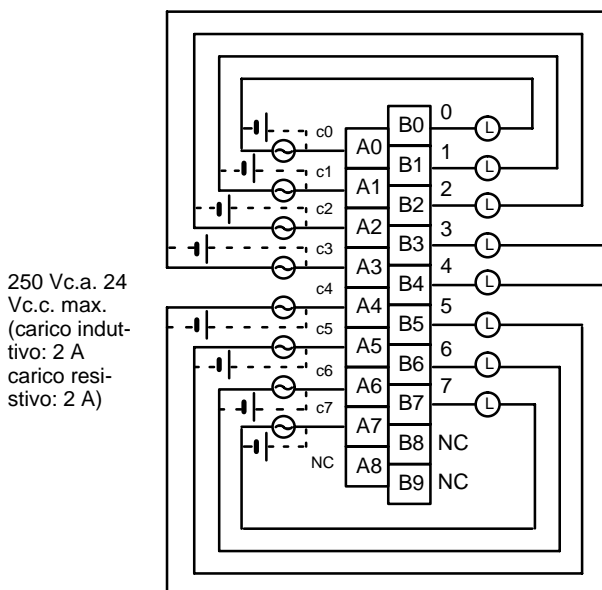 0
c0 B0 L
A0 1
c1 B1 L
A1 2
c2 B2 L
A2 3
c3 B3 L
A3 4
c4 B4 L
A4 5
c5 B5 L
A5 6
c6 B6 L
A6 7
c7 B7 L
A7
B8 NC
NC A8
B9 NC
250 Vc.a. 24
Vc.c. max.
(carico indut-
tivo: 2 A
carico resi-
stivo: 2 A)